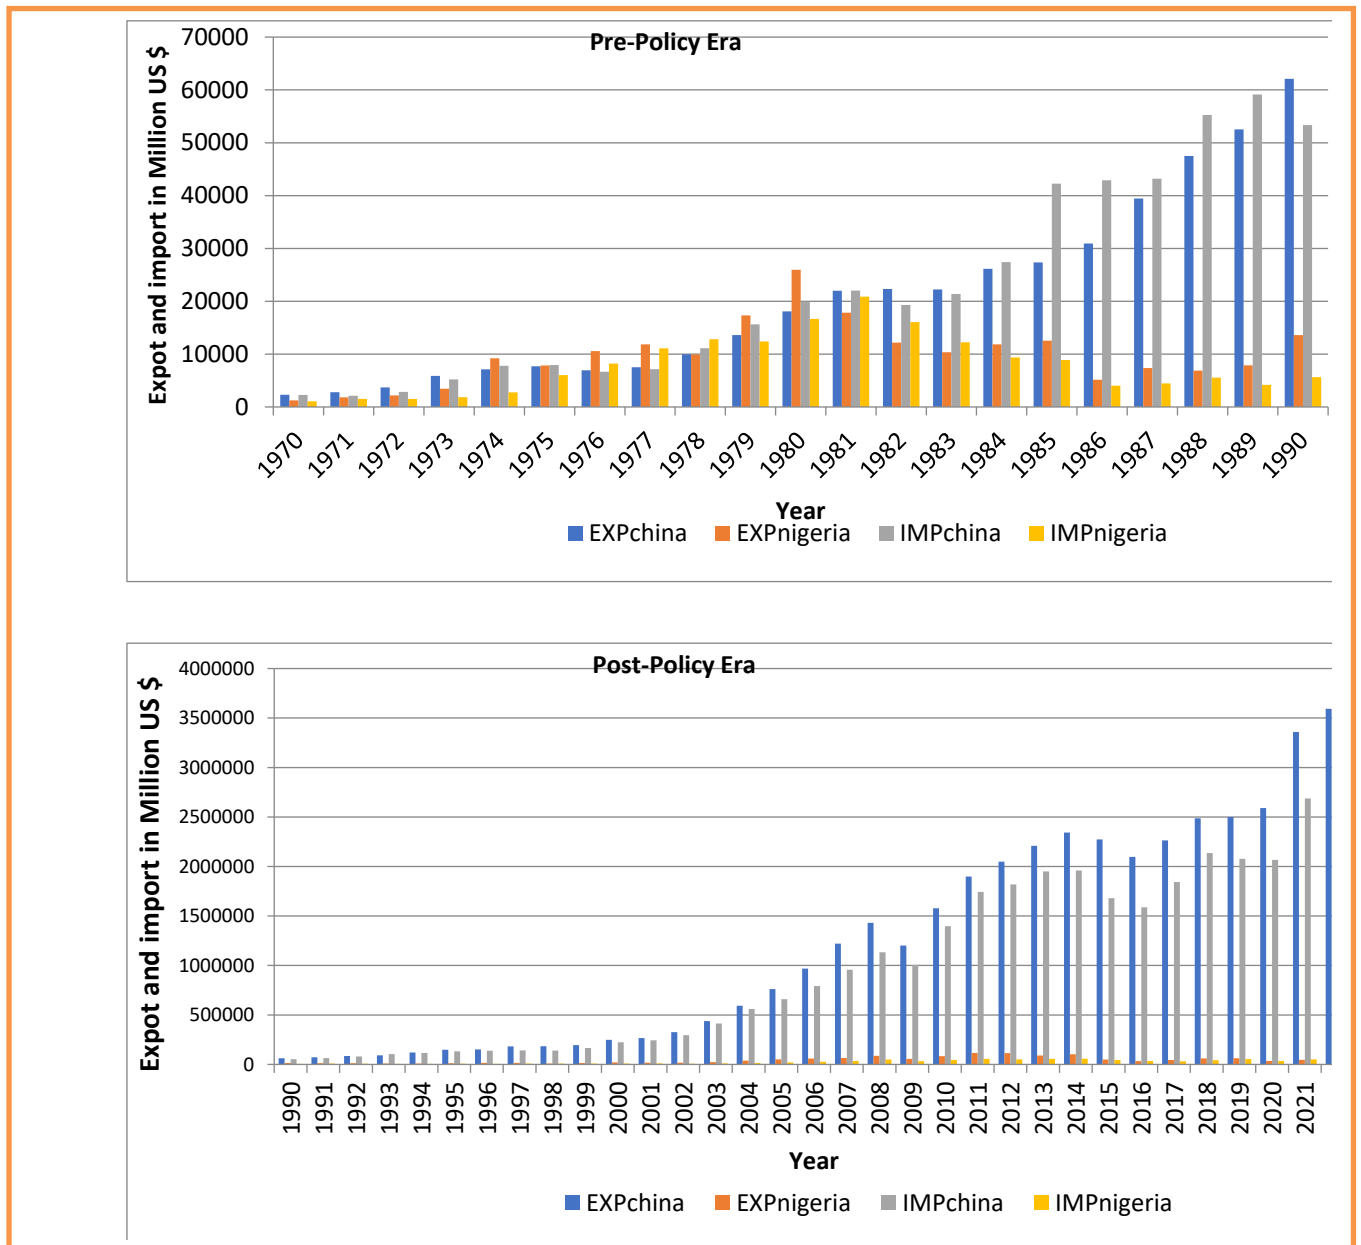 Pre-Policy Era
Expot and import in Million US $
70000
60000
50000
40000
30000
20000
10000
0
1970 1971 1972 1973 1974 1975 1976 1977 1978 1979 1980 1981 1982 1983 1984 1985 1986 1987 1988 1989 1990
Year
EXPchina EXPnigeria IMPchina IMPnigeria
Post-Policy Era
Expot and import in Million US $
4000000
3500000
3000000
2500000
2000000
1500000
1000000
500000
0
1990 1991 1992 1993 1994 1995 1996 1997 1998 1999 2000 2001 2002 2003 2004 2005 2006 2007 2008 2009 2010 2011 2012 2013 2014 2015 2016 2017 2018 2019 2020 2021
Year
EXPchina EXPnigeria IMPchina IMPnigeria